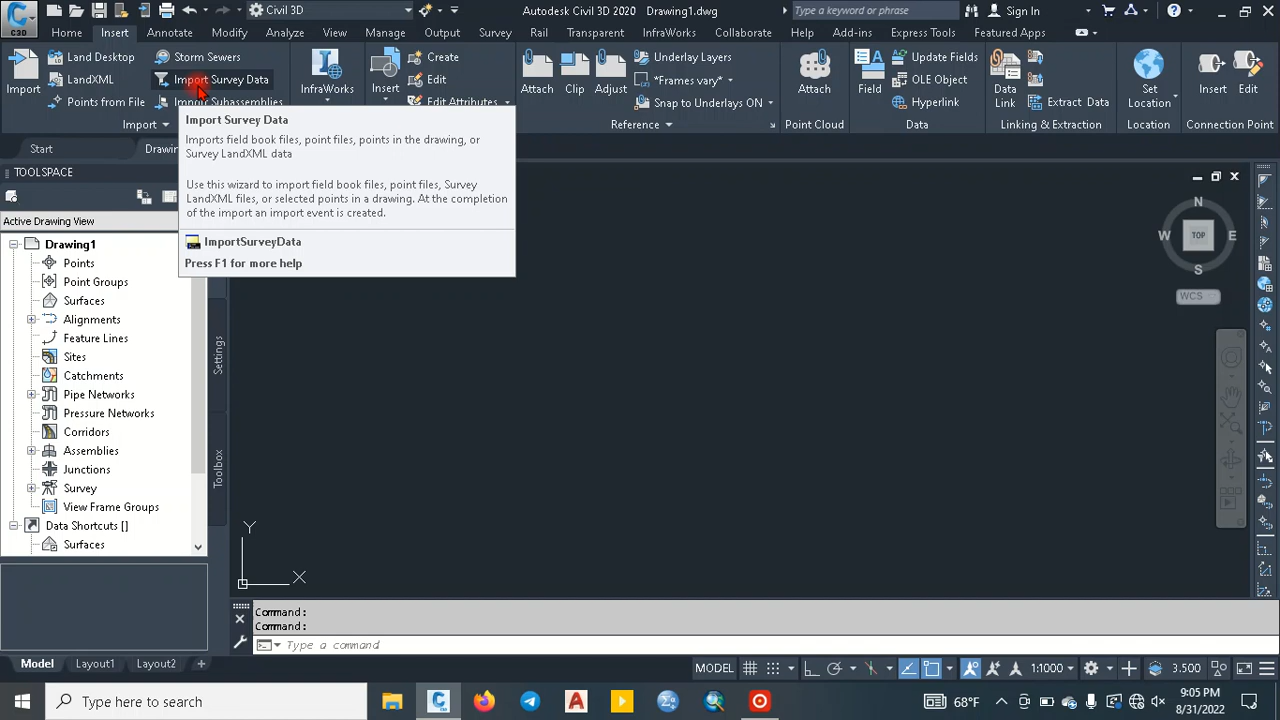 Civil 3D
Autodesk Civil 3D 2020 Drawing1.dwg
Type a keyword or phrase
Sign In
C3D
Home Insert Annotate Modify Analyze View Manage Output Survey Rail Transparent InfraWorks Collaborate Help Add-ins Express Tools Featured Apps
Import
Land Desktop
LandXML
Points from File
Storm Sewers
Import Survey Data
Import Subassemblies
Import
InfraWorks
Insert
Create
Edit
Edit Attributes
Attach
Clip
Adjust
Underlay Layers
*Frames vary*
Snap to Underlays ON
Reference
Attach
Point Cloud
Field
Update Fields
OLE Object
Hyperlink
Data
Data
Link
Extract Data
Linking & Extraction
Set
Location
Location
Insert
Edit
Connection Point
Start
Drawin
Import Survey Data
Imports field book files, point files, points in the drawing, or
Survey LandXML data
Use this wizard to import field book files, point files, Survey
LandXML files, or selected points in a drawing. At the completion
of the import an import event is created.
ImportSurveyData
Press F1 for more help
TOOLSPACE
Active Drawing View
Drawing1
Points
Point Groups
Surfaces
Alignments
Feature Lines
Sites
Catchments
Pipe Networks
Pressure Networks
Corridors
Assemblies
Junctions
Survey
View Frame Groups
Data Shortcuts []
Surfaces
Settings
Toolbox
N
W TOP E
S
WCS
Y
X
Command:
Command:
Type a command
Model Layout1 Layout2
MODEL
1:1000
3.500
Type here to search
68°F
9:05 PM
8/31/2022